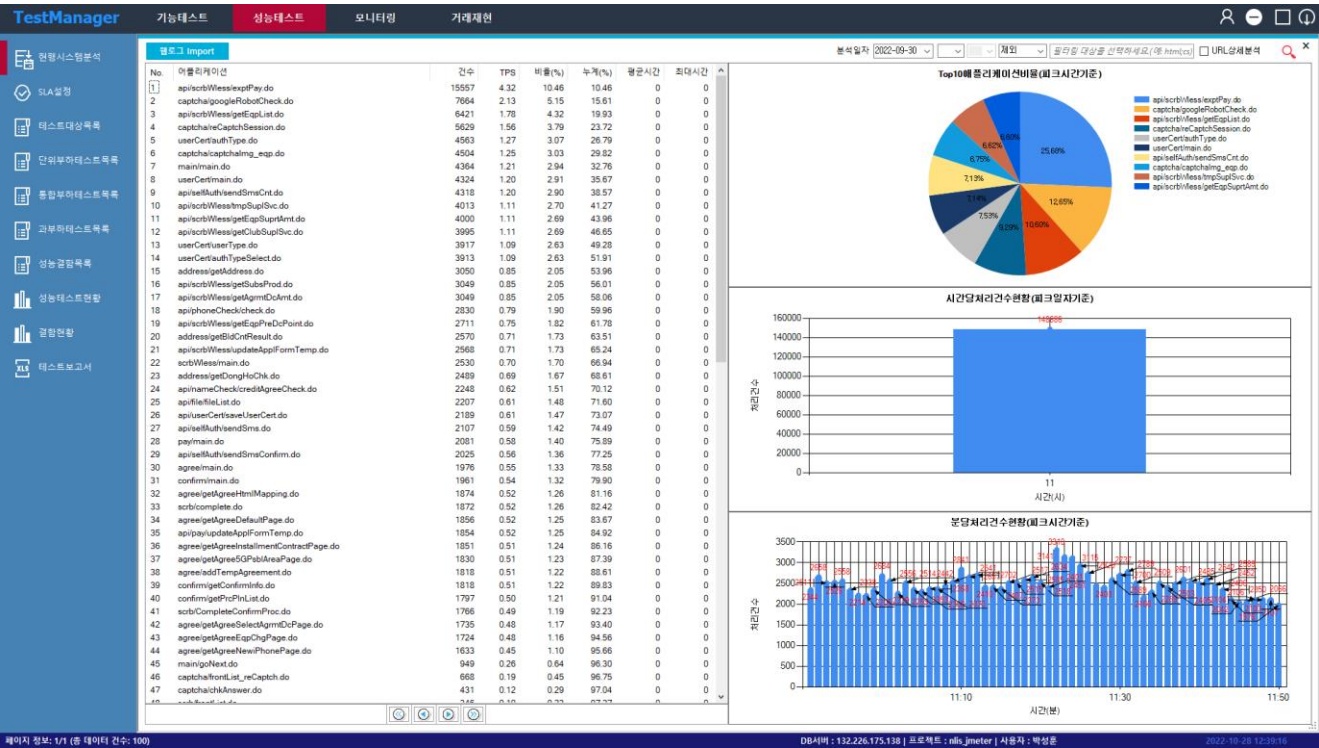 TestManager 기능테스트 성능테스트 모니터링 거래재현
현행시스템분석
SLA설정
테스트대상목록
단위부하테스트목록
통합부하테스트목록
과부하테스트목록
성능결함목록
성능테스트현황
결함현황
XLS 테스트보고서
웹로그 Import 분석일자 2022-09-30 제외 필터링 대상을 선택하세요.(예: html;cs) URL상세분석
No. 어플리케이션 건수 TPS 비율(%) 누계(%) 평균시간 최대시간
1 api/scrbWless/exptPay.do 15557 4.32 10.46 10.46 0 0
2 captcha/googleRobotCheck.do 7664 2.13 5.15 15.61 0 0
3 api/scrbWless/getEqpList.do 6421 1.78 4.32 19.93 0 0
4 captcha/reCaptchSession.do 5629 1.56 3.79 23.72 0 0
5 userCert/authType.do 4563 1.27 3.07 26.79 0 0
6 captcha/captchaImg_eqp.do 4504 1.25 3.03 29.82 0 0
7 main/main.do 4364 1.21 2.94 32.76 0 0
8 userCert/main.do 4324 1.20 2.91 35.67 0 0
9 api/selfAuth/sendSmsCnt.do 4318 1.20 2.90 38.57 0 0
10 api/scrbWless/tmpSuplSvc.do 4013 1.11 2.70 41.27 0 0
11 api/scrbWless/getEqpSuprtAmt.do 4000 1.11 2.69 43.96 0 0
12 api/scrbWless/getClubSuplSvc.do 3995 1.11 2.69 46.65 0 0
13 userCert/userType.do 3917 1.09 2.63 49.28 0 0
14 userCert/authTypeSelect.do 3913 1.09 2.63 51.91 0 0
15 address/getAddress.do 3050 0.85 2.05 53.96 0 0
16 api/scrbWless/getSubsProd.do 3049 0.85 2.05 56.01 0 0
17 api/scrbWless/getAgrmtDcAmt.do 3049 0.85 2.05 58.06 0 0
18 api/phoneCheck/check.do 2830 0.79 1.90 59.96 0 0
19 api/scrbWless/getEqpPreDcPoint.do 2711 0.75 1.82 61.78 0 0
20 address/getBldCntResult.do 2570 0.71 1.73 63.51 0 0
21 api/scrbWless/updateApplFormTemp.do 2568 0.71 1.73 65.24 0 0
22 scrbWless/main.do 2530 0.70 1.70 66.94 0 0
23 address/getDongHoChk.do 2489 0.69 1.67 68.61 0 0
24 api/nameCheck/creditAgreeCheck.do 2248 0.62 1.51 70.12 0 0
25 api/file/fileList.do 2207 0.61 1.48 71.60 0 0
26 api/userCert/saveUserCert.do 2189 0.61 1.47 73.07 0 0
27 api/selfAuth/sendSms.do 2107 0.59 1.42 74.49 0 0
28 pay/main.do 2081 0.58 1.40 75.89 0 0
29 api/selfAuth/sendSmsConfirm.do 2025 0.56 1.36 77.25 0 0
30 agree/main.do 1976 0.55 1.33 78.58 0 0
31 confirm/main.do 1961 0.54 1.32 79.90 0 0
32 agree/getAgreeHtmlMapping.do 1874 0.52 1.26 81.16 0 0
33 scrb/complete.do 1872 0.52 1.26 82.42 0 0
34 agree/getAgreeDefaultPage.do 1856 0.52 1.25 83.67 0 0
35 api/pay/updateApplFormTemp.do 1854 0.52 1.25 84.92 0 0
36 agree/getAgreeInstallmentContractPage.do 1851 0.51 1.24 86.16 0 0
37 agree/getAgree5GPsblAreaPage.do 1830 0.51 1.23 87.39 0 0
38 agree/addTempAgreement.do 1818 0.51 1.22 88.61 0 0
39 confirm/getConfirmInfo.do 1818 0.51 1.22 89.83 0 0
40 confirm/getPrcPlnList.do 1797 0.50 1.21 91.04 0 0
41 scrb/CompleteConfirmProc.do 1766 0.49 1.19 92.23 0 0
42 agree/getAgreeSelectAgrmtDcPage.do 1735 0.48 1.17 93.40 0 0
43 agree/getAgreeEqpChgPage.do 1724 0.48 1.16 94.56 0 0
44 agree/getAgreeNewiPhonePage.do 1633 0.45 1.10 95.66 0 0
45 main/goNext.do 949 0.26 0.64 96.30 0 0
46 captcha/frontList_reCaptch.do 668 0.19 0.45 96.75 0 0
47 captcha/chkAnswer.do 431 0.12 0.29 97.04 0 0
Top10애플리케이션비율(피크시간기준)
25,68%
12,65%
10,60%
9,29%
7,53%
7,14%
7,13%
6,75%
6,62%
6,60%
api/scrbWless/exptPay.do
captcha/googleRobotCheck.do
api/scrbWless/getEqpList.do
captcha/reCaptchSession.do
userCert/authType.do
userCert/main.do
api/selfAuth/sendSmsCnt.do
captcha/captchaImg_eqp.do
api/scrbWless/tmpSuplSvc.do
api/scrbWless/getEqpSuprtAmt.do
시간당처리건수현황(피크일자기준)
처리건수
160000
140000
120000
100000
80000
60000
40000
20000
0
11
시간(시)
분당처리건수현황(피크시간기준)
처리건수
3500
3000
2500
2000
1500
1000
500
0
11:10 11:30 11:50
시간(분)
페이지 정보: 1/1 (총 데이터 건수: 100) DB서버 : 132.226.175.138 | 프로젝트 : nlis_jmeter | 사용자 : 박성훈 2022-10-28 12:39:16